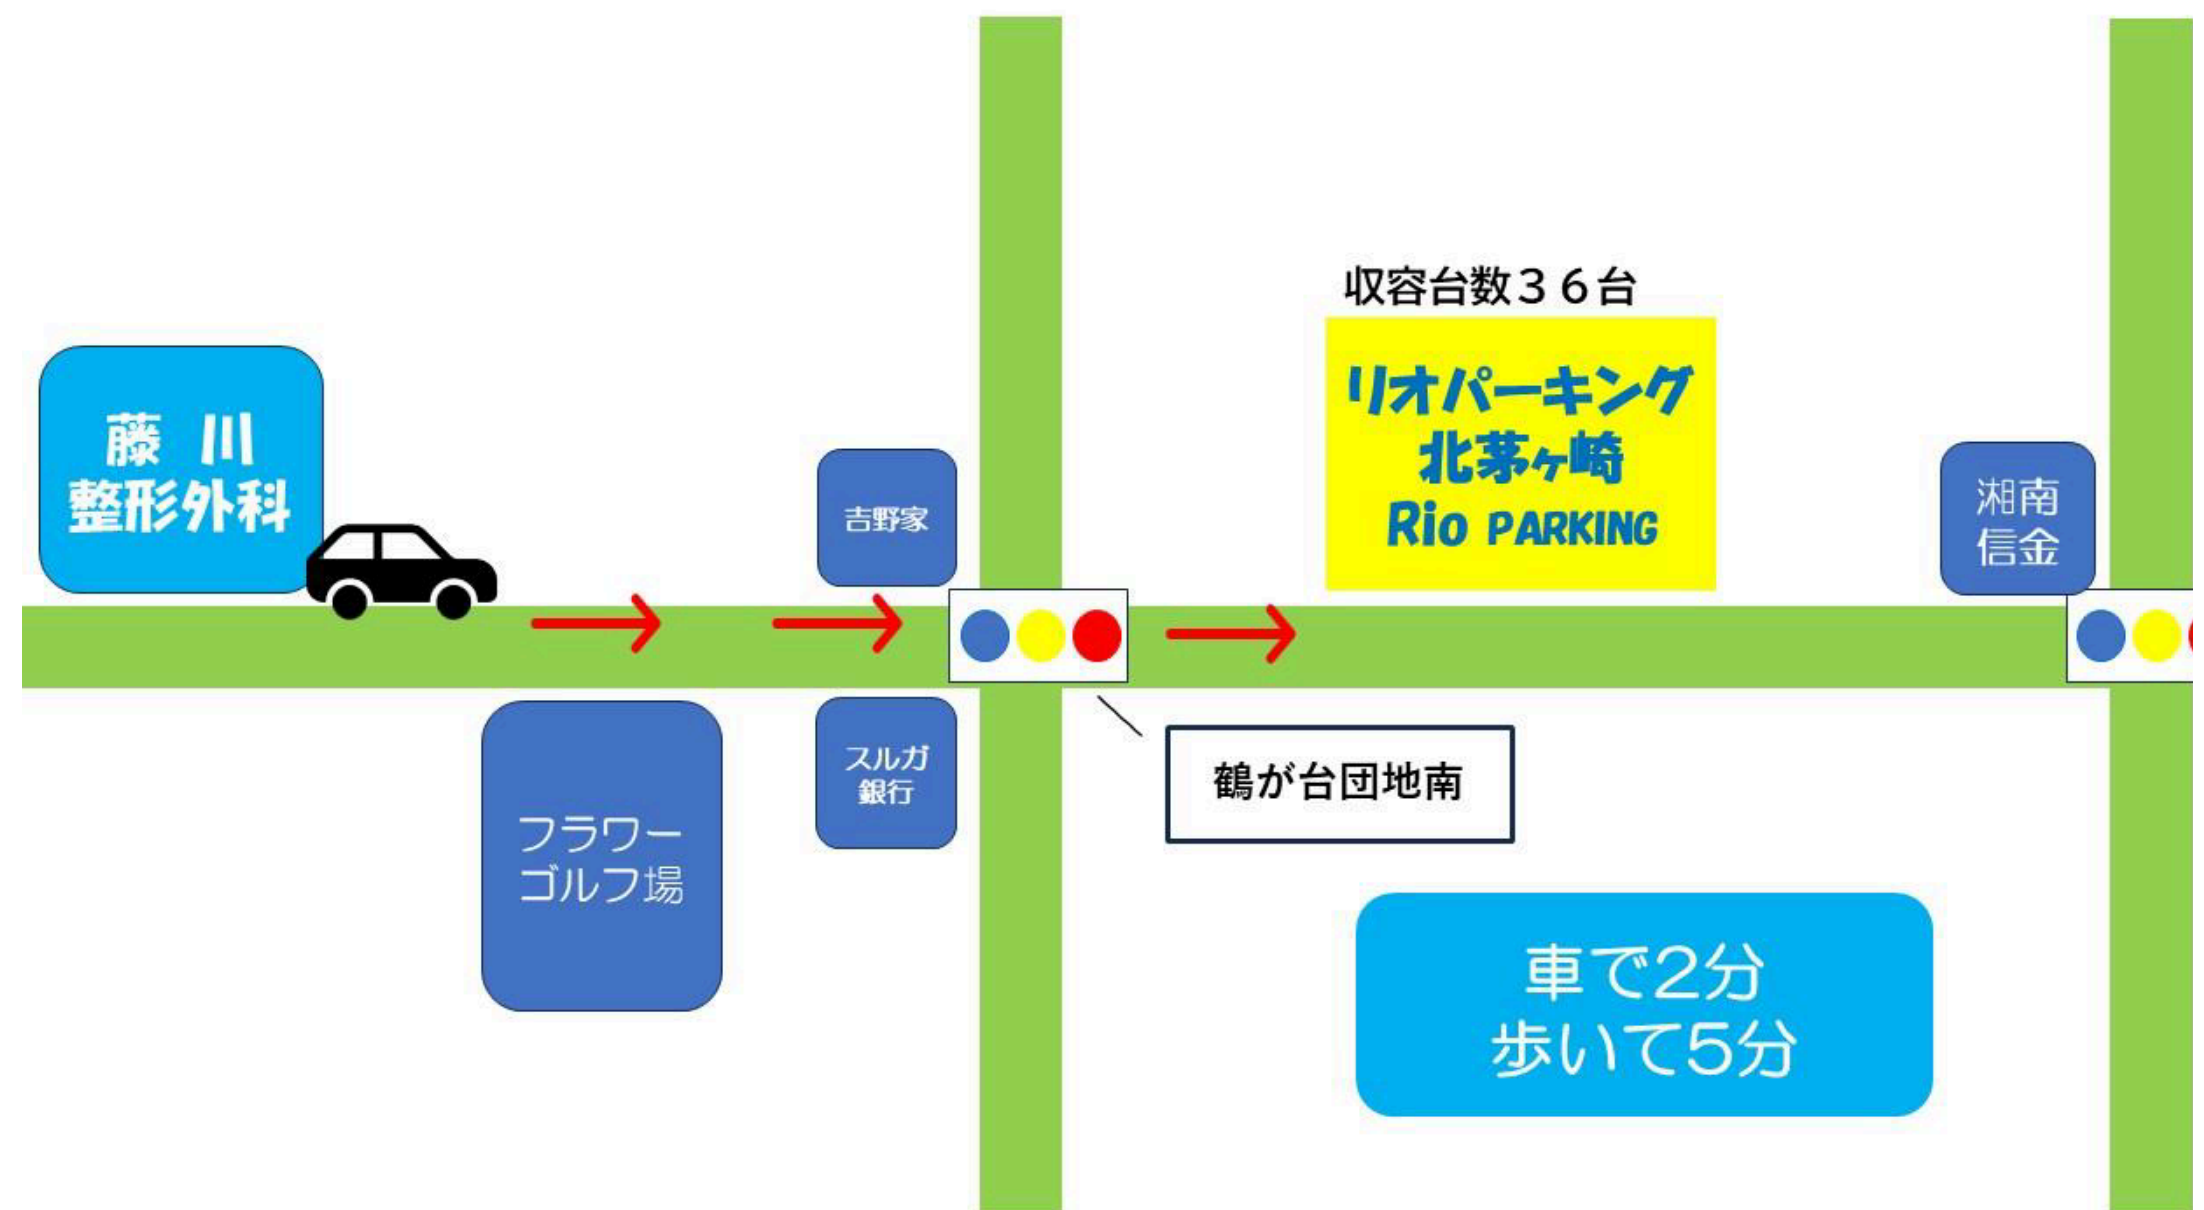 収容台数３６台
リオパーキング
北茅ヶ崎
Rio PARKING
藤 川
整形外科
吉野家
湘南
信金
スルガ
銀行
鶴が台団地南
フラワー
ゴルフ場
車で2分
歩いて5分